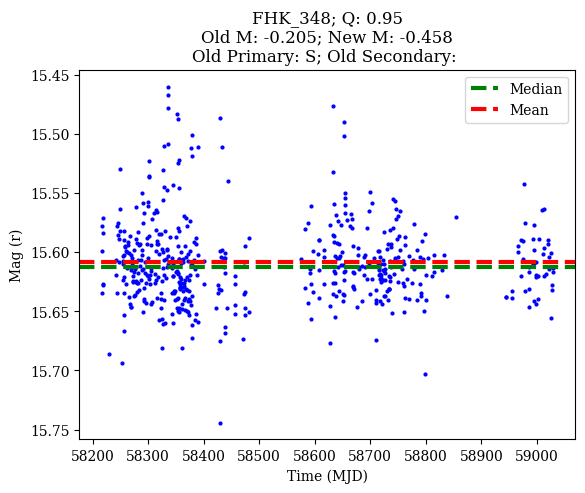 FHK_348; Q: 0.95
Old M: -0.205; New M: -0.458
Old Primary: S; Old Secondary:
Median
Mean
Mag (r)
15.45
15.50
15.55
15.60
15.65
15.70
15.75
58200 58300 58400 58500 58600 58700 58800 58900 59000
Time (MJD)